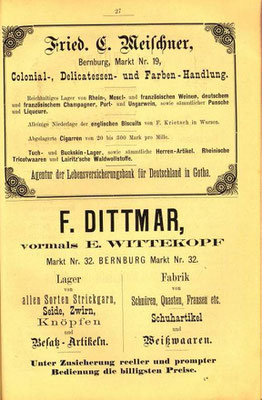 27
Fried. C. Meischner,
Bernburg, Markt Nr. 19,
Colonial-, Delicatessen- und Farben-Handlung.
Reichhaltiges Lager von Rhein-, Mosel- und französischen Weinen, deutschem
und französischem Champagner, Port- und Ungarwein, sowie sämmtlicher Punsche
und Liqueure.
Alleinige Niederlage der englischen Biscuits von F. Krietsch in Wurzen.
Abgelagerte Cigarren von 20 bis 300 Mark pro Mille.
Tuch- und Buckskin-Lager, sowie sämmtliche Herren-Artikel. Rheinische
Tricotwaaren und Lairitz'sche Waldwollstoffe.
Agentur der Lebensversicherungsbank für Deutschland in Gotha.
F. DITTMAR,
vormals E. WITTEKOPF
Markt Nr. 32. BERNBURG Markt Nr. 32.
Lager
von
allen Sorten Strickgarn,
Seide, Zwirn,
Knöpfen
und
Besatz-Artikeln.
Fabrik
von
Schnüren, Quasten, Fransen etc.
Schuhartikel
und
Weißwaaren.
Unter Zusicherung reeller und prompter
Bedienung die billigsten Preise.